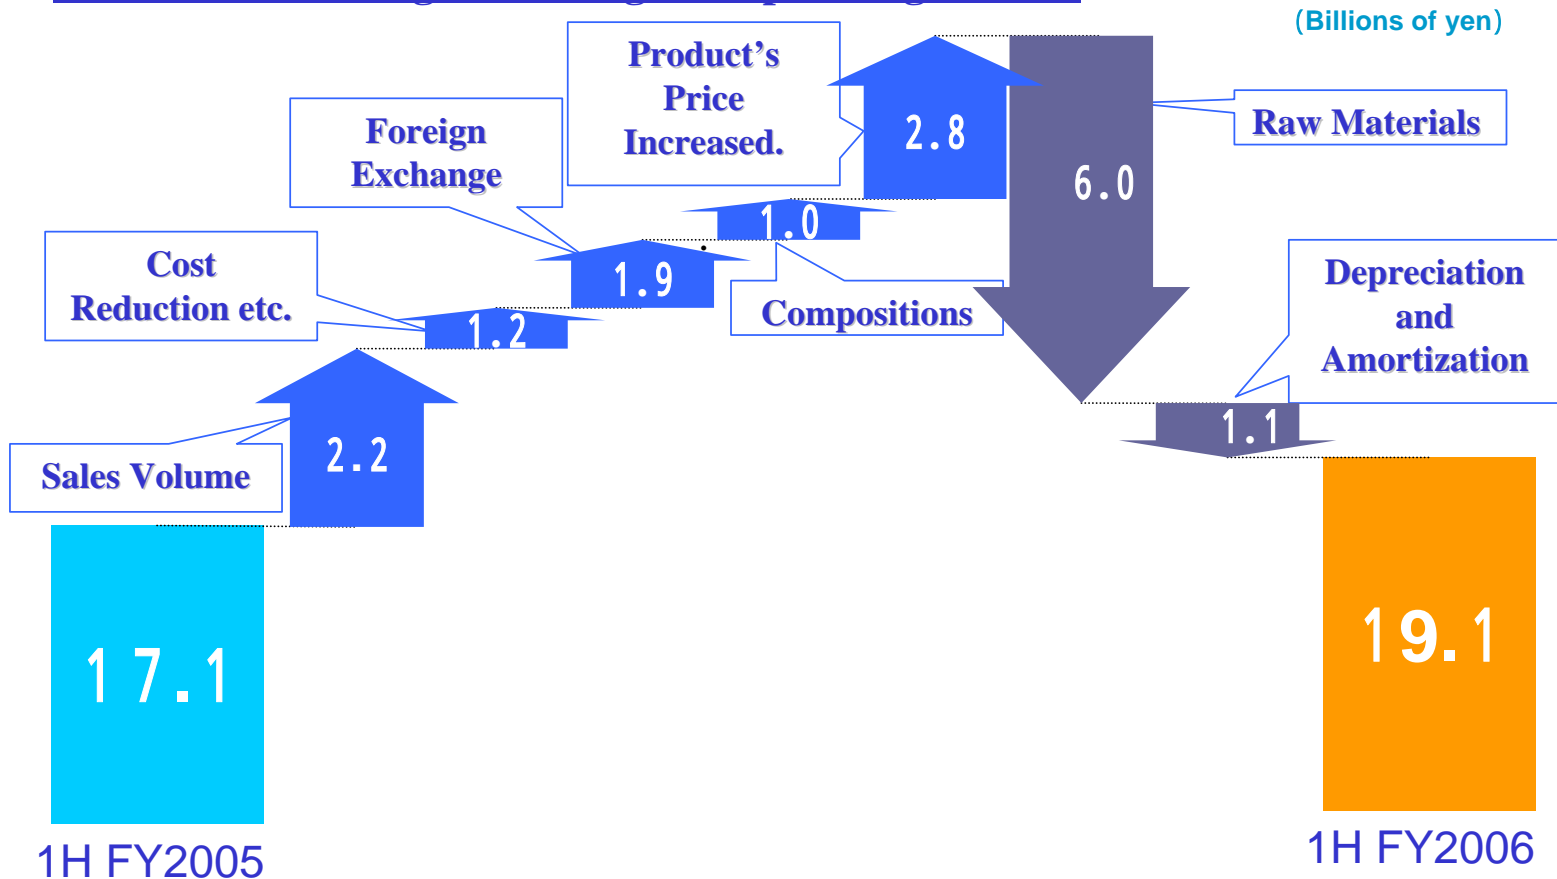 (Billions of yen)
Product's
Price
Increased.
2.8
Raw Materials
6.0
Foreign
Exchange
1.0
1.9
Compositions
Cost
Reduction etc.
1.2
Depreciation
and
Amortization
1.1
Sales Volume
2.2
17.1
19.1
1H FY2005
1H FY2006